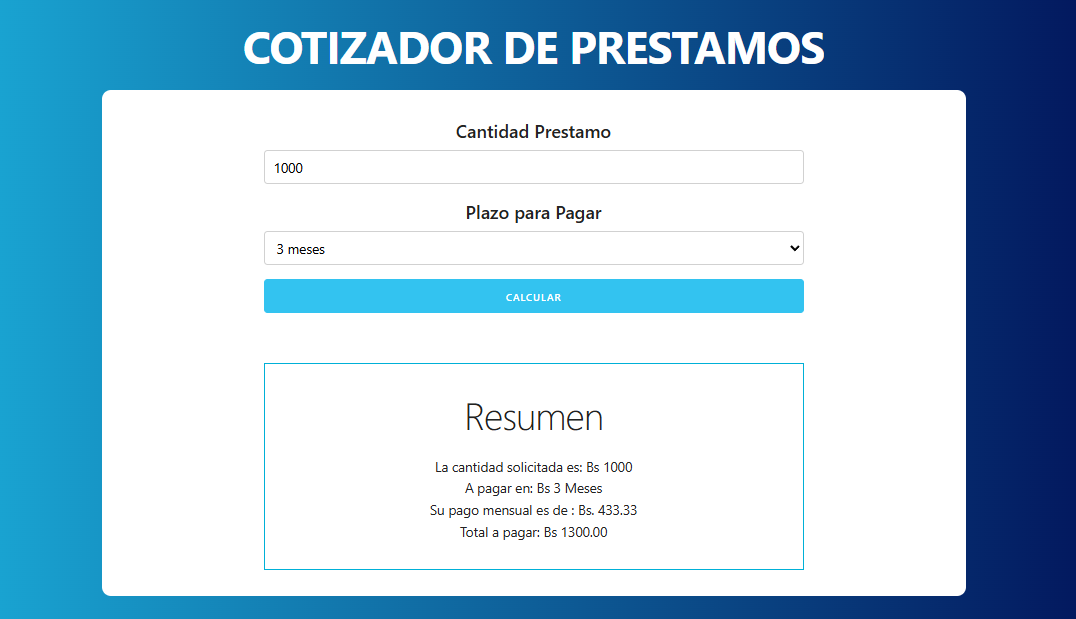 COTIZADOR DE PRESTAMOS
Cantidad Prestamo
1000
Plazo para Pagar
3 meses
CALCULAR
Resumen
La cantidad solicitada es: Bs 1000
A pagar en: Bs 3 Meses
Su pago mensual es de : Bs. 433.33
Total a pagar: Bs 1300.00